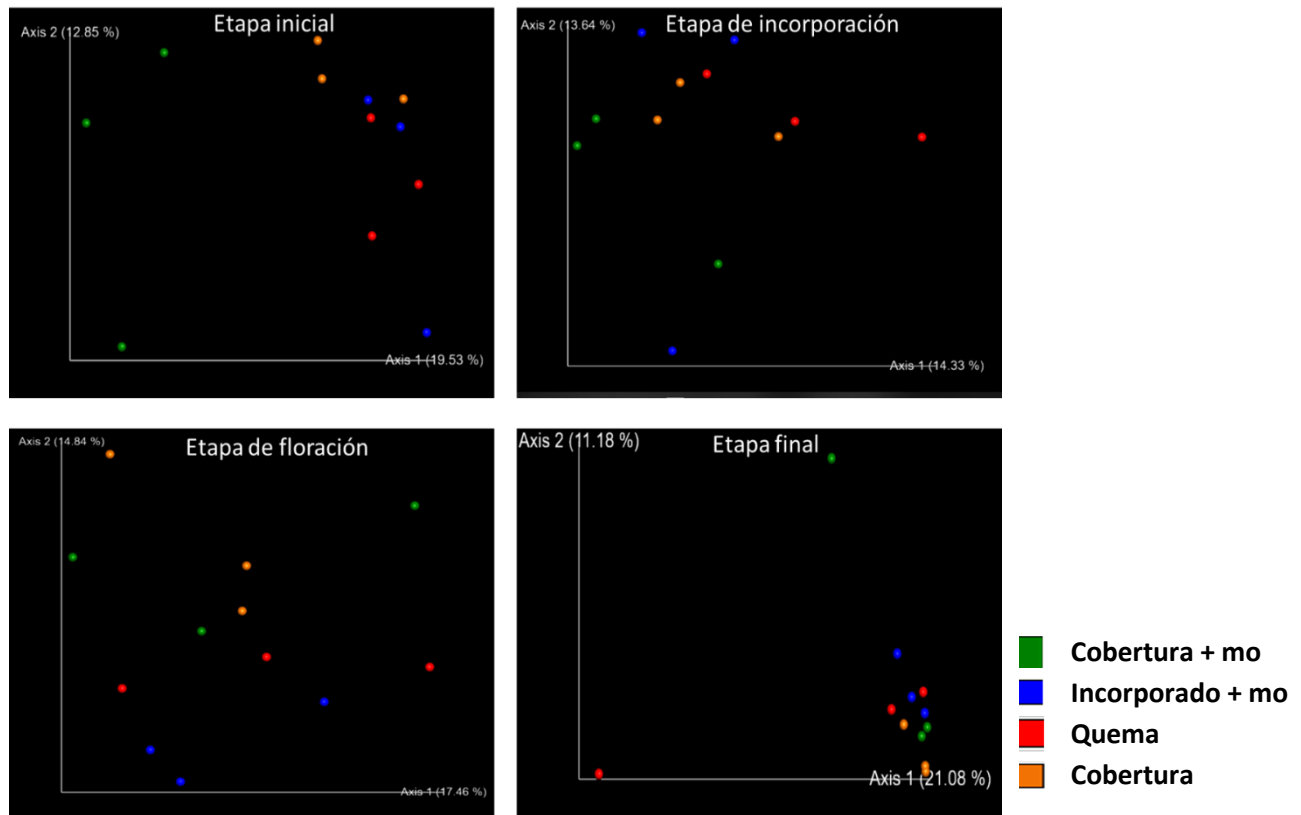 Etapa inicial
Axis 2 (12.85 %)
Axis 1 (19.53 %)
Etapa de incorporación
Axis 2 (13.64 %)
Axis 1 (14.33 %)
Etapa de floración
Axis 2 (14.84 %)
Axis 1 (17.46 %)
Etapa final
Axis 2 (11.18 %)
Axis 1 (21.08 %)
Cobertura + mo
Incorporado + mo
Quema
Cobertura